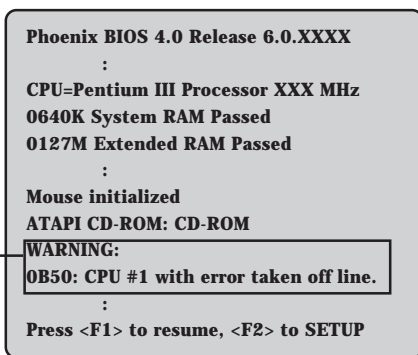 Phoenix BIOS 4.0 Release 6.0.XXXX
:
CPU=Pentium III Processor XXX MHz
0640K System RAM Passed
0127M Extended RAM Passed
:
Mouse initialized
ATAPI CD-ROM: CD-ROM
WARNING:
0B50: CPU #1 with error taken off line.
:
Press <F1> to resume, <F2> to SETUP